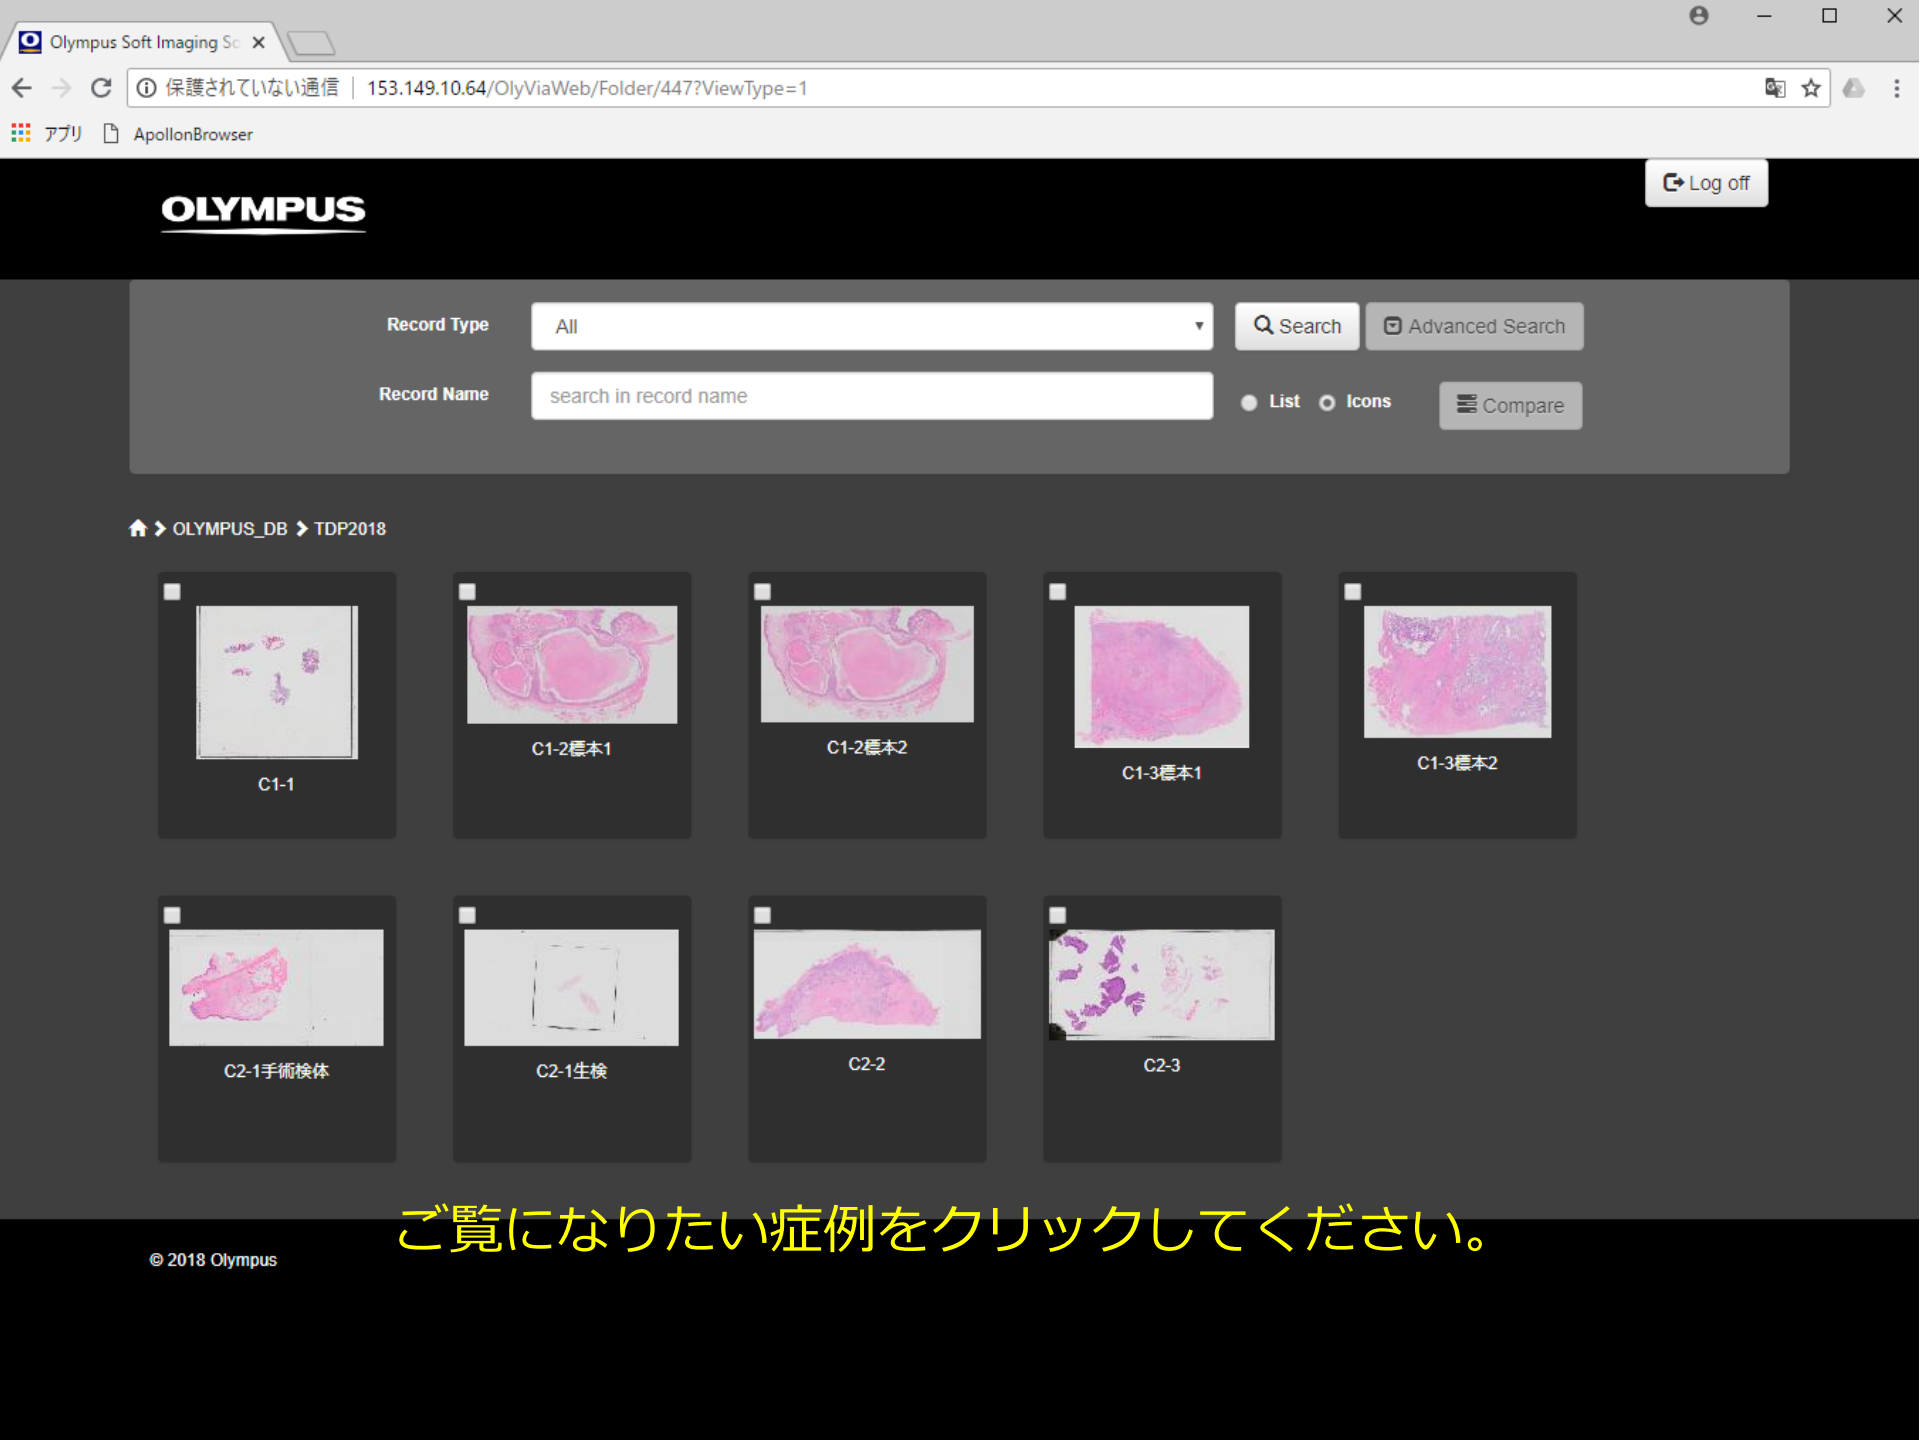 Olympus Soft Imaging So
保護されていない通信 | 153.149.10.64/OlyViaWeb/Folder/447?ViewType=1
アプリ ApollonBrowser
Log off
OLYMPUS
Record Type All Search Advanced Search
Record Name search in record name List Icons Compare
OLYMPUS_DB TDP2018
C1-1
C1-2標本1
C1-2標本2
C1-3標本1
C1-3標本2
C2-1手術検体
C2-1生検
C2-2
C2-3
ご覧になりたい症例をクリックしてください。
© 2018 Olympus